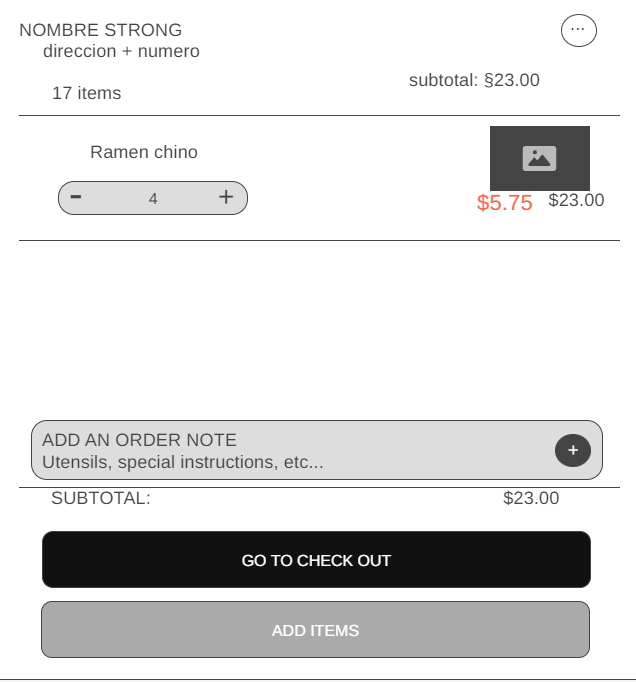 NOMBRE STRONG
direccion + numero
...
subtotal: §23.00
17 items
Ramen chino
- 4 +
$5.75 $23.00
ADD AN ORDER NOTE
Utensils, special instructions, etc...
+
SUBTOTAL: $23.00
GO TO CHECK OUT
ADD ITEMS